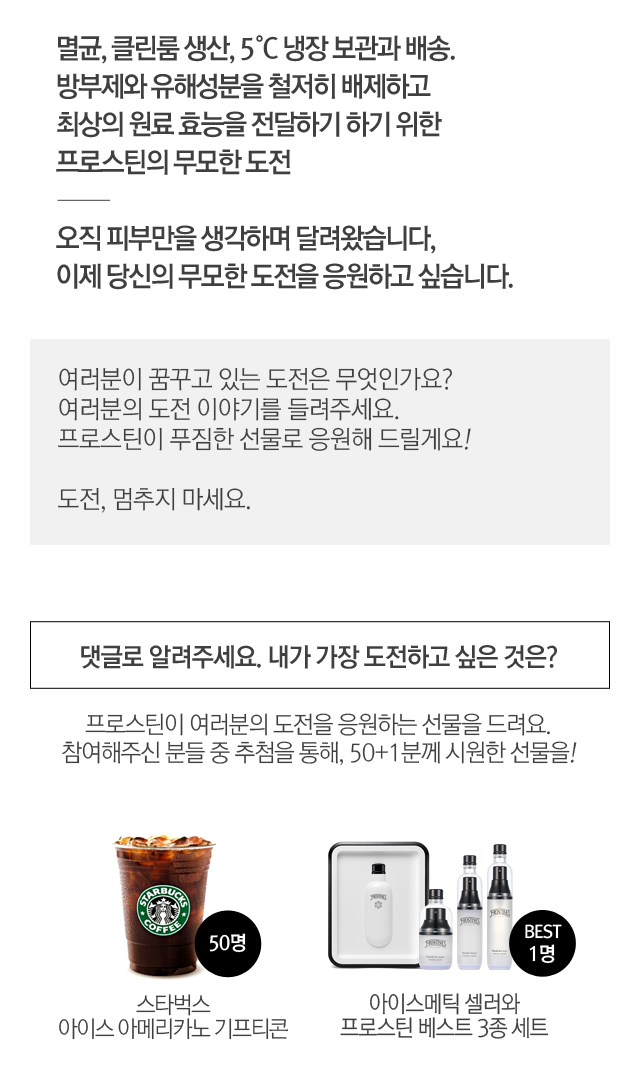 멸균, 클린룸 생산, 5℃ 냉장 보관과 배송.
방부제와 유해성분을 철저히 배제하고
최상의 원료 효능을 전달하기 하기 위한
프로스틴의 무모한 도전
오직 피부만을 생각하며 달려왔습니다,
이제 당신의 무모한 도전을 응원하고 싶습니다.
여러분이 꿈꾸고 있는 도전은 무엇인가요?
여러분의 도전 이야기를 들려주세요.
프로스틴이 푸짐한 선물로 응원해 드릴게요!
도전, 멈추지 마세요.
댓글로 알려주세요. 내가 가장 도전하고 싶은 것은?
프로스틴이 여러분의 도전을 응원하는 선물을 드려요.
참여해주신 분들 중 추첨을 통해, 50+1분께 시원한 선물을!
STARBUCKS
COFFEE
50명
FROSTINE
FROSTINE
FROSTINE
BEST
1명
스타벅스
아이스 아메리카노 기프티콘
아이스메틱 셀러와
프로스틴 베스트 3종 세트